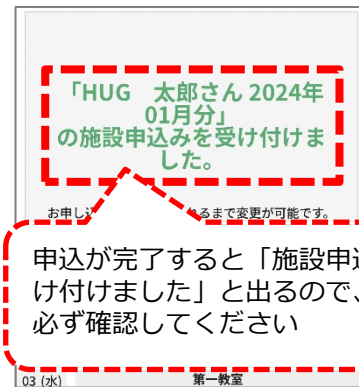 「HUG　太郎さん 2024年
01月分」
の施設申込みを受け付けま
した。
お申し込 れるまで変更が可能です。
申込が完了すると「施設申込
け付けました」と出るので、
必ず確認してください
03 (水) 第一教室